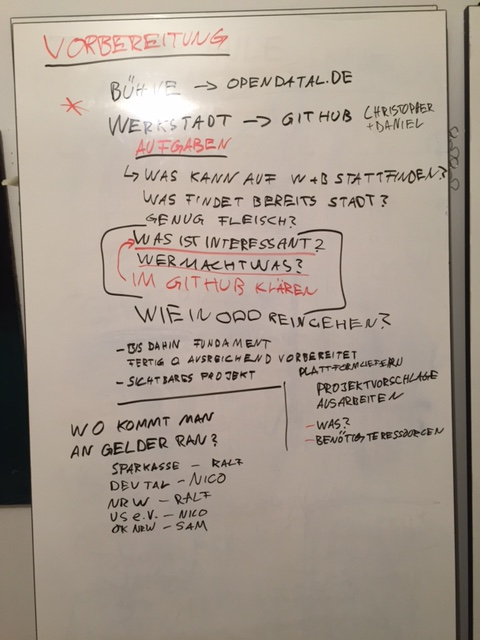 VORBEREITUNG
BÜHNE → OPENDATAL.DE
WERKSTADT → GITHUB CHRISTOPHER + DANIEL
AUFGABEN
↳ WAS KANN AUF W+B STATTFINDEN?
WAS FINDET BEREITS STADT?
GENUG FLEISCH?
WAS IST INTERESSANT?
WER MACHT WAS?
IM GITHUB KLÄREN
WIE IN ODD REINGEHEN?
- BIS DAHIN FUNDAMENT
FERTIG & AUSREICHEND VORBEREITET
- SICHTBARES PROJEKT
PLATTFORM LIEFERN
PROJEKTVORSCHLÄGE
AUSARBEITEN
- WAS?
- BENÖTIGTE RESSOURCEN
WO KOMMT MAN
AN GELDER RAN?
SPARKASSE - RALF
DEV TAL - NICO
NRW - RALF
US e.V. - NICO
OK NRW - SAM